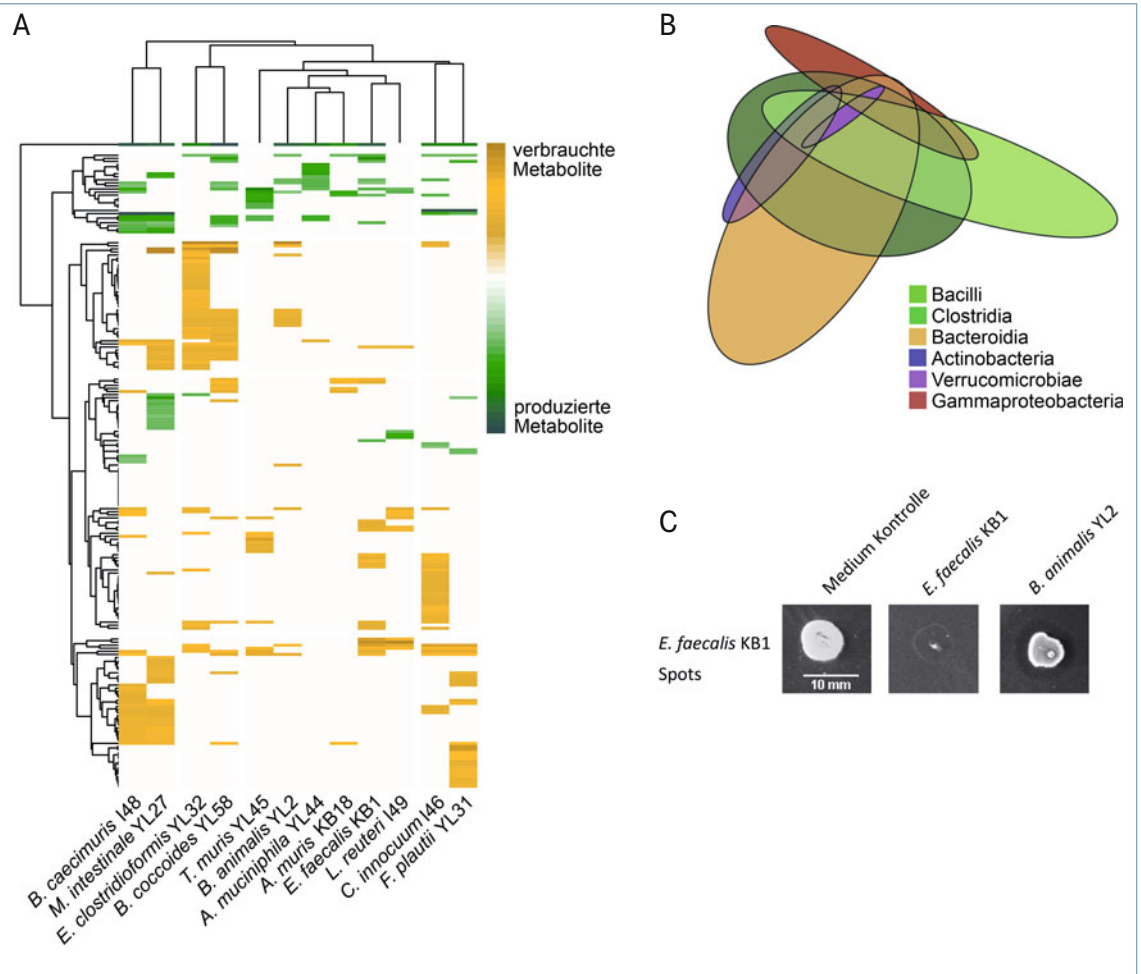 A
verbrauchte
Metabolite
produzierte
Metabolite
B. caecimuris I48
M. intestinale YL27
E. clostridioformis YL32
B. coccoides YL58
T. muris YL45
B. animalis YL2
A. muciniphila YL44
A. muris KB18
E. faecalis KB1
L. reuteri I49
C. innocuum I46
F. plautii YL31
B
Bacilli
Clostridia
Bacteroidia
Actinobacteria
Verrucomicrobiae
Gammaproteobacteria
C
Medium Kontrolle
E. faecalis KB1
B. animalis YL2
E. faecalis KB1
Spots
10 mm